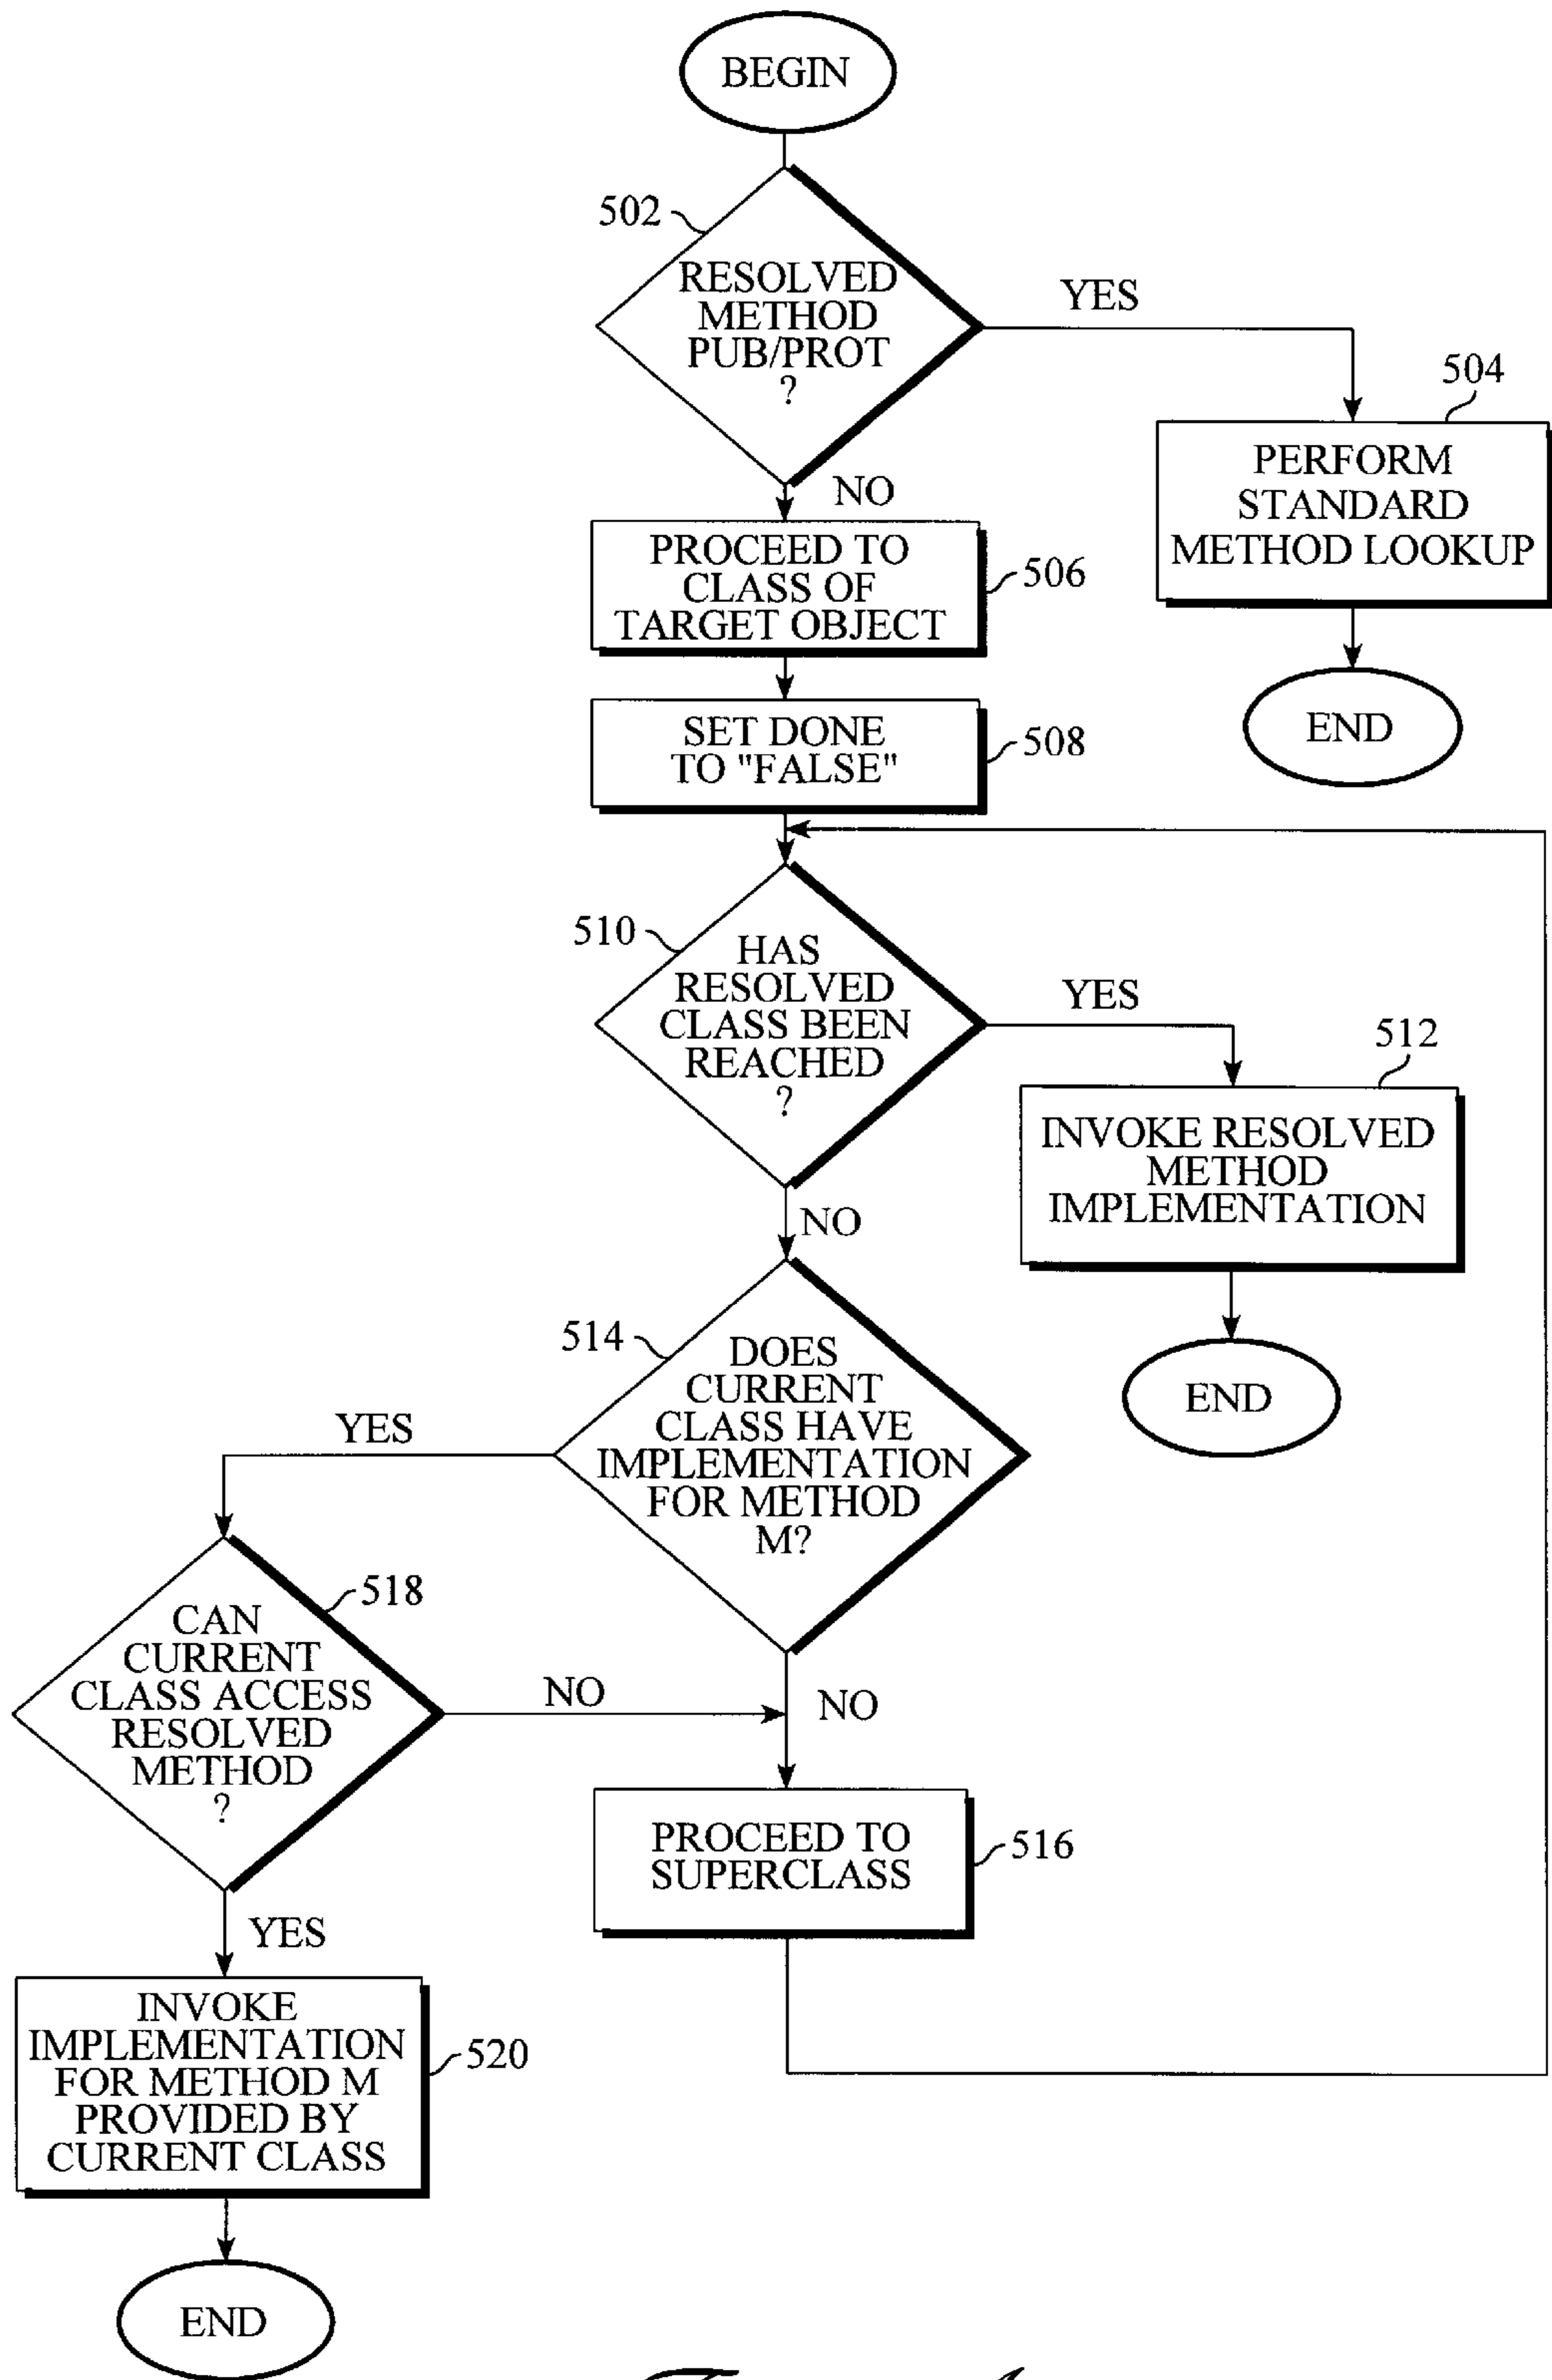 BEGIN
502
RESOLVED
METHOD
PUB/PROT
?
YES
504
PERFORM
STANDARD
METHOD LOOKUP
END
NO
PROCEED TO
CLASS OF
TARGET OBJECT
506
SET DONE
TO "FALSE"
508
510
HAS
RESOLVED
CLASS BEEN
REACHED
?
YES
512
INVOKE RESOLVED
METHOD
IMPLEMENTATION
END
NO
514
DOES
CURRENT
CLASS HAVE
IMPLEMENTATION
FOR METHOD
M?
YES
518
CAN
CURRENT
CLASS ACCESS
RESOLVED
METHOD
?
NO
NO
PROCEED TO
SUPERCLASS
516
YES
INVOKE
IMPLEMENTATION
FOR METHOD M
PROVIDED BY
CURRENT CLASS
520
END